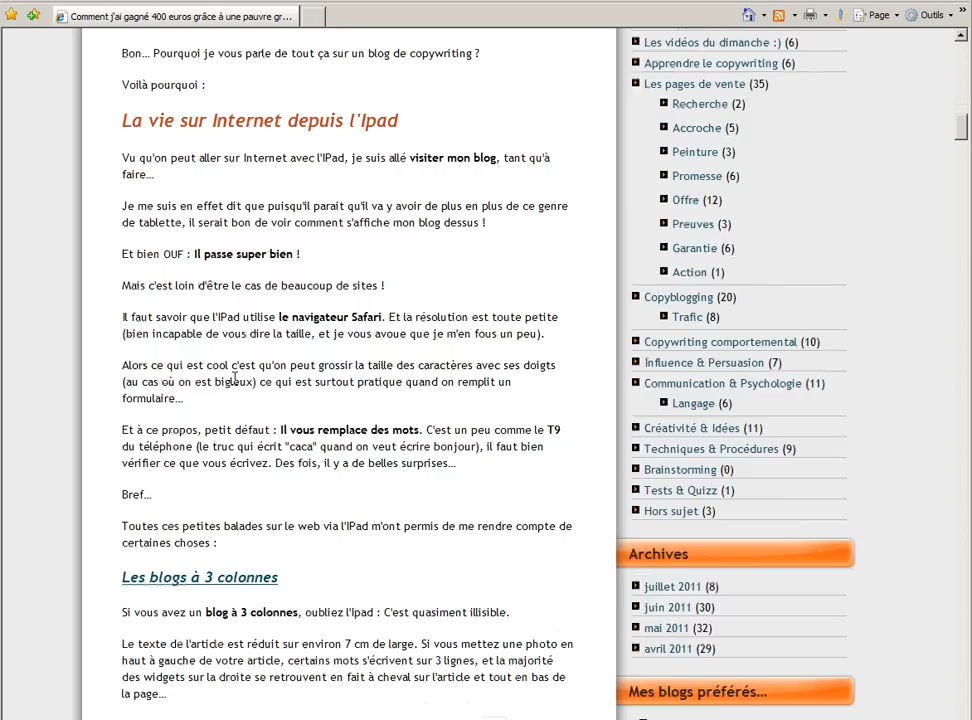 Comment j'ai gagné 400 euros grâce à une pauvre gr...
Page
Outils
Bon... Pourquoi je vous parle de tout ça sur un blog de copywriting ?
Voilà pourquoi :
La vie sur Internet depuis l'Ipad
Vu qu'on peut aller sur Internet avec l'IPad, je suis allé visiter mon blog, tant qu'à
faire...
Je me suis en effet dit que puisqu'il parait qu'il va y avoir de plus en plus de ce genre
de tablette, il serait bon de voir comment s'affiche mon blog dessus !
Et bien OUF : Il passe super bien !
Mais c'est loin d'être le cas de beaucoup de sites !
Il faut savoir que l'IPad utilise le navigateur Safari. Et la résolution est toute petite
(bien incapable de vous dire la taille, et je vous avoue que je m'en fous un peu).
Alors ce qui est cool c'est qu'on peut grossir la taille des caractères avec ses doigts
(au cas où on est bigleux) ce qui est surtout pratique quand on remplit un
formulaire...
Et à ce propos, petit défaut : Il vous remplace des mots. C'est un peu comme le T9
du téléphone (le truc qui écrit "caca" quand on veut écrire bonjour), il faut bien
vérifier ce que vous écrivez. Des fois, il y a de belles surprises...
Bref...
Toutes ces petites balades sur le web via l'IPad m'ont permis de me rendre compte de
certaines choses :
Les blogs à 3 colonnes
Si vous avez un blog à 3 colonnes, oubliez l'Ipad : C'est quasiment illisible.
Le texte de l'article est réduit sur environ 7 cm de large. Si vous mettez une photo en
haut à gauche de votre article, certains mots s'écrivent sur 3 lignes, et la majorité
des widgets sur la droite se retrouvent en fait à cheval sur l'article et tout en bas de
la page...
Les vidéos du dimanche :) (6)
Apprendre le copywriting (6)
Les pages de vente (35)
Recherche (2)
Accroche (5)
Peinture (3)
Promesse (6)
Offre (12)
Preuves (3)
Garantie (6)
Action (1)
Copyblogging (20)
Trafic (8)
Copywriting comportemental (10)
Influence & Persuasion (7)
Communication & Psychologie (11)
Langage (6)
Créativité & Idées (11)
Techniques & Procédures (9)
Brainstorming (0)
Tests & Quizz (1)
Hors sujet (3)
Archives
juillet 2011 (8)
juin 2011 (30)
mai 2011 (32)
avril 2011 (29)
Mes blogs préférés...